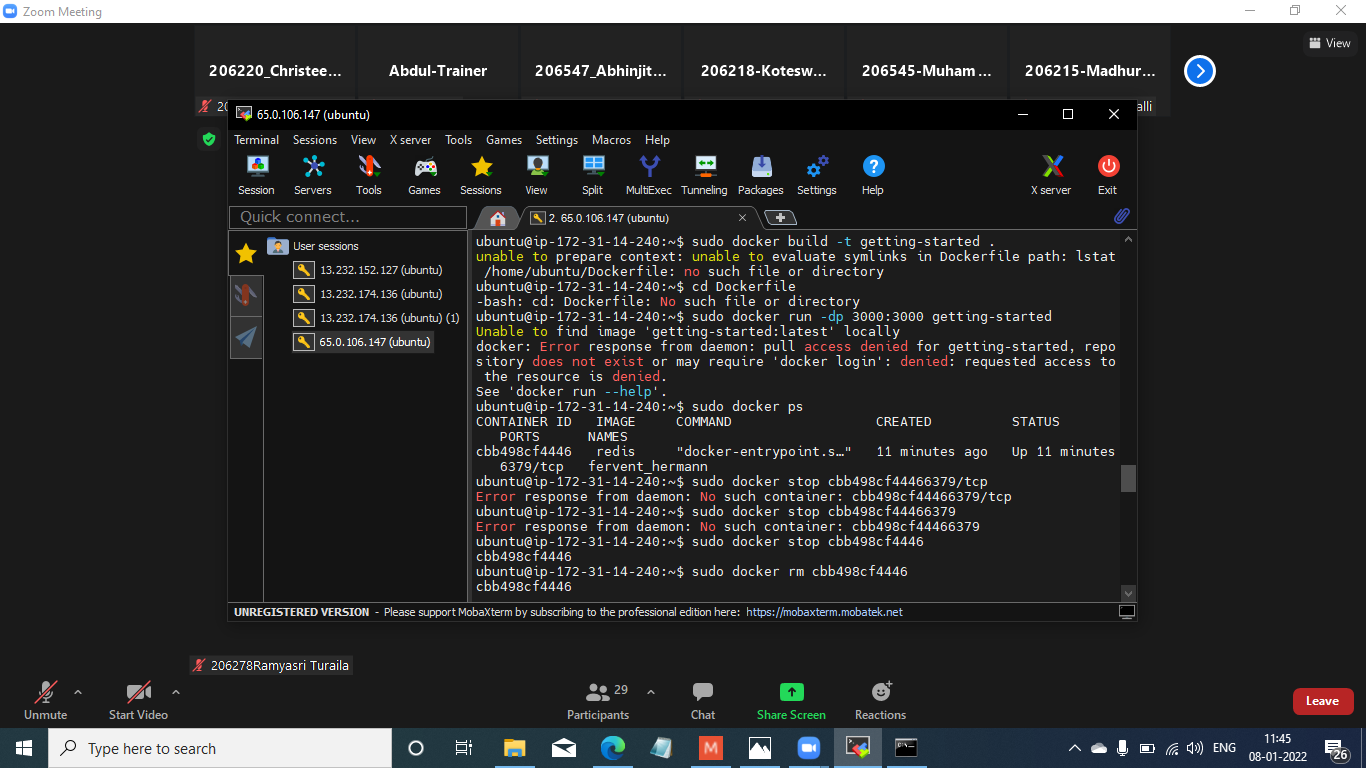 Zoom Meeting
View
206220_Christee...
Abdul-Trainer
206547_Abhinjit...
206218-Kotesw...
206545-Muham...
206215-Madhur...
20
alli
65.0.106.147 (ubuntu)
Terminal Sessions View X server Tools Games Settings Macros Help
Session Servers Tools Games Sessions View Split MultiExec Tunneling Packages Settings Help X server Exit
Quick connect...
2. 65.0.106.147 (ubuntu)
User sessions
13.232.152.127 (ubuntu)
13.232.174.136 (ubuntu)
13.232.174.136 (ubuntu) (1)
65.0.106.147 (ubuntu)
ubuntu@ip-172-31-14-240:~$ sudo docker build -t getting-started .
unable to prepare context: unable to evaluate symlinks in Dockerfile path: lstat
/home/ubuntu/Dockerfile: no such file or directory
ubuntu@ip-172-31-14-240:~$ cd Dockerfile
-bash: cd: Dockerfile: No such file or directory
ubuntu@ip-172-31-14-240:~$ sudo docker run -dp 3000:3000 getting-started
Unable to find image 'getting-started:latest' locally
docker: Error response from daemon: pull access denied for getting-started, repo
sitory does not exist or may require 'docker login': denied: requested access to
the resource is denied.
See 'docker run --help'.
ubuntu@ip-172-31-14-240:~$ sudo docker ps
CONTAINER ID IMAGE COMMAND CREATED STATUS
PORTS NAMES
cbb498cf4446 redis "docker-entrypoint.s…" 11 minutes ago Up 11 minutes
6379/tcp fervent_hermann
ubuntu@ip-172-31-14-240:~$ sudo docker stop cbb498cf44466379/tcp
Error response from daemon: No such container: cbb498cf44466379/tcp
ubuntu@ip-172-31-14-240:~$ sudo docker stop cbb498cf44466379
Error response from daemon: No such container: cbb498cf44466379
ubuntu@ip-172-31-14-240:~$ sudo docker stop cbb498cf4446
cbb498cf4446
ubuntu@ip-172-31-14-240:~$ sudo docker rm cbb498cf4446
cbb498cf4446
UNREGISTERED VERSION - Please support MobaXterm by subscribing to the professional edition here: https://mobaxterm.mobatek.net
206278Ramyasri Turaila
Unmute
Start Video
Participants
29
Chat
Share Screen
Reactions
Leave
Type here to search
M
ENG
11:45
08-01-2022
26